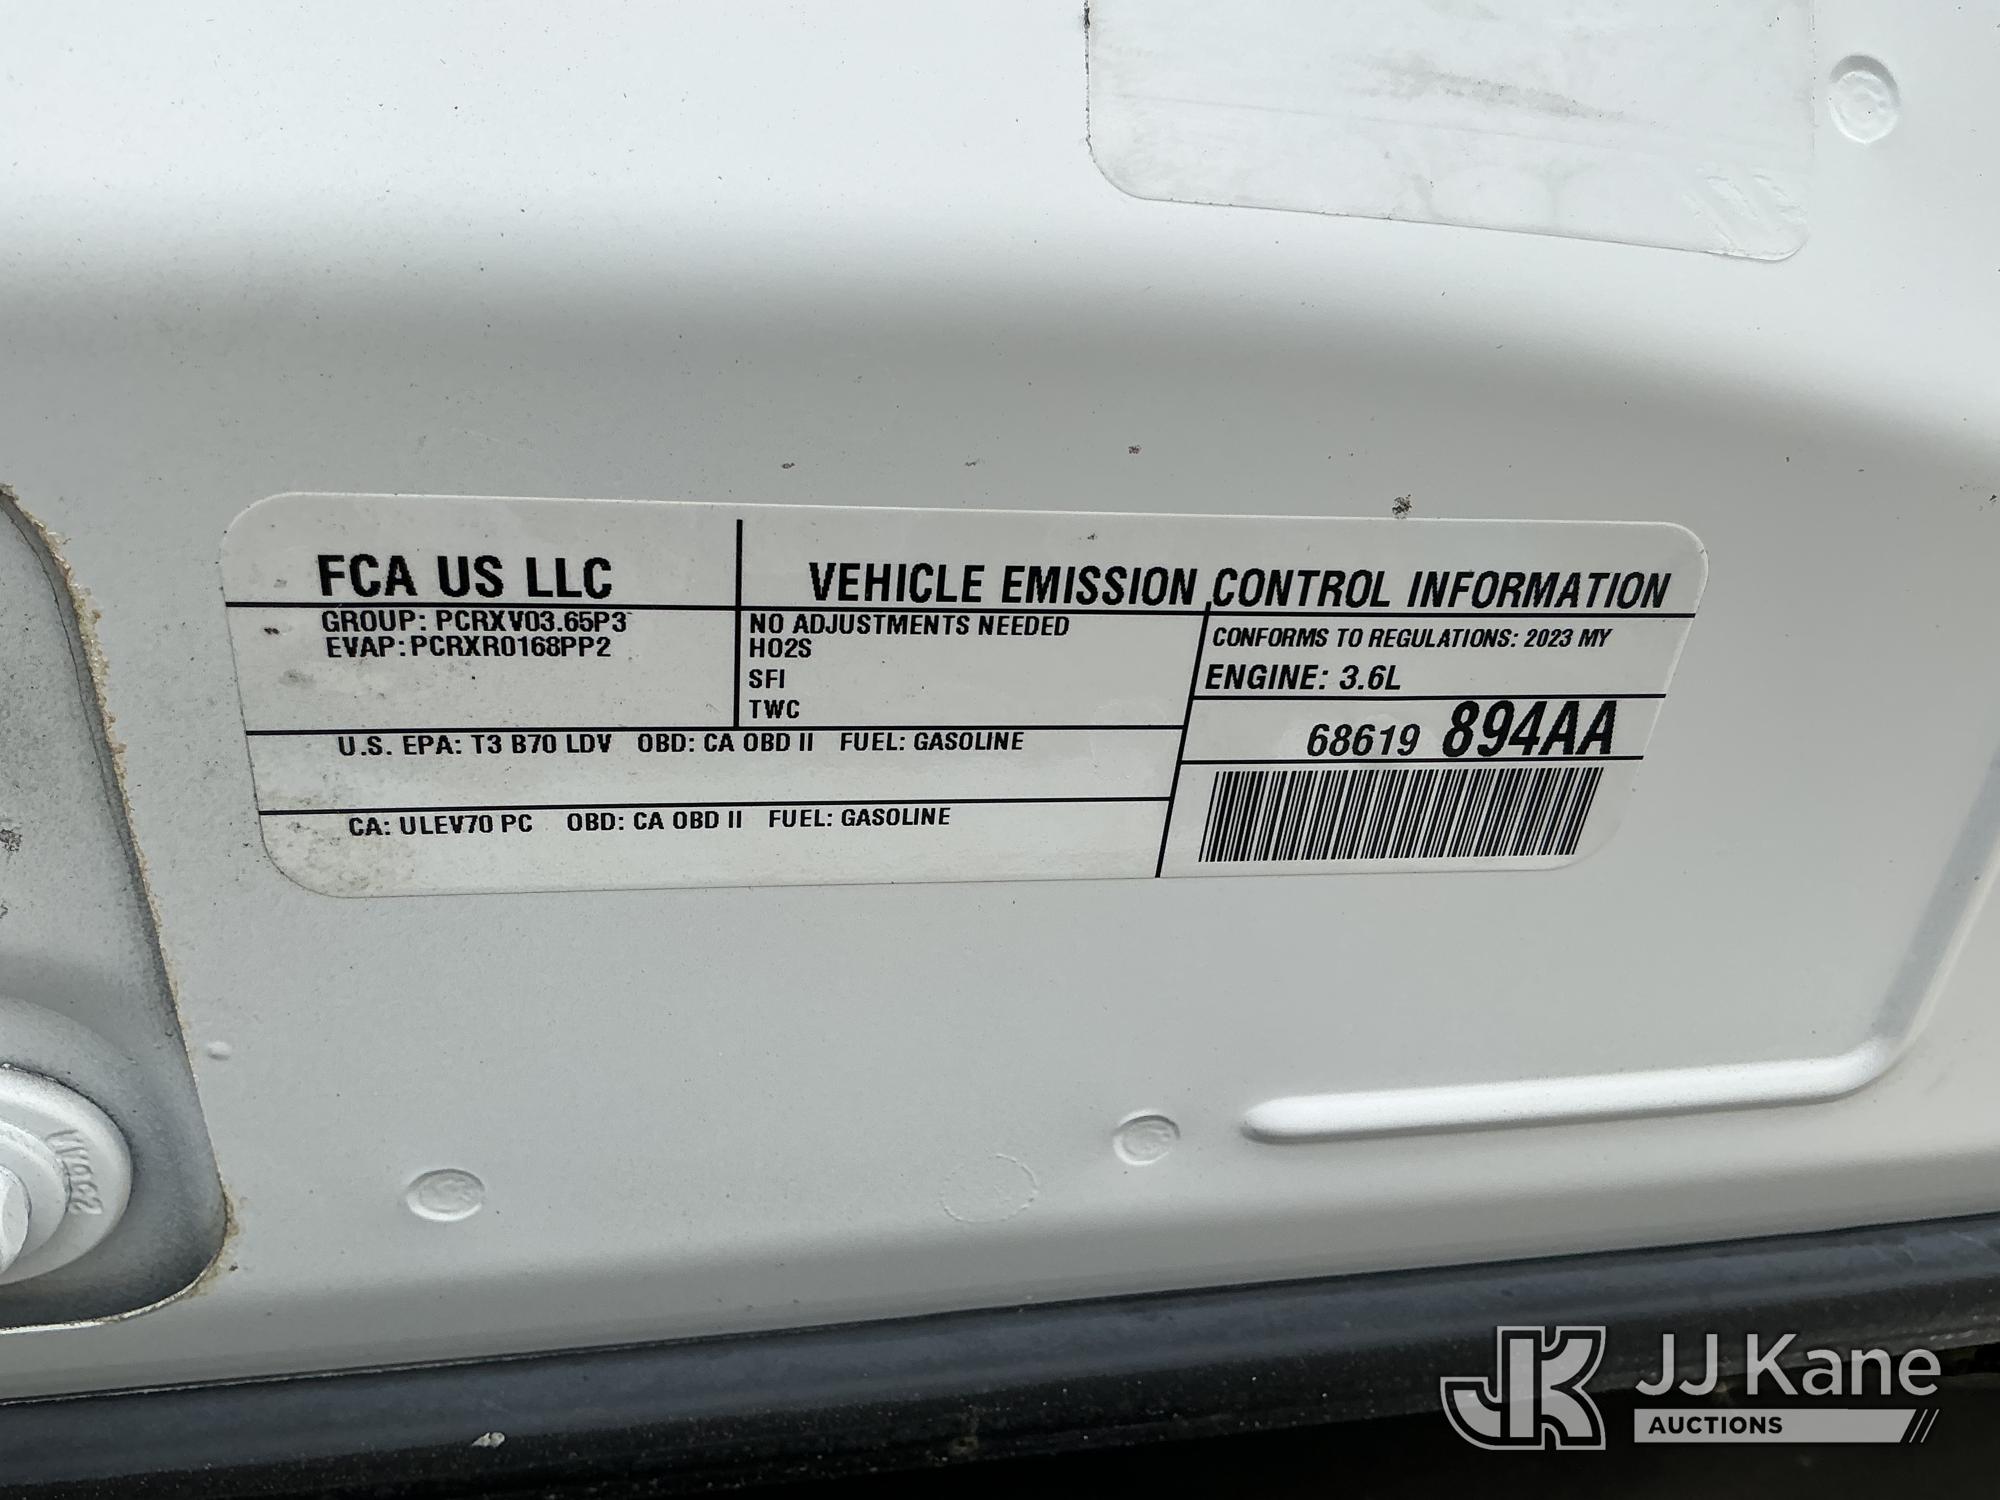 FCA US LLC
VEHICLE EMISSION CONTROL INFORMATION
GROUP: PCRXV03.65P3
EVAP: PCRXR0168PP2
NO ADJUSTMENTS NEEDED
HO2S
SFI
TWC
CONFORMS TO REGULATIONS: 2023 MY
ENGINE: 3.6L
68619 894AA
U.S. EPA: T3 B70 LDV OBD: CA OBD II FUEL: GASOLINE
CA: ULEV70 PC OBD: CA OBD II FUEL: GASOLINE
JK JJ Kane
AUCTIONS